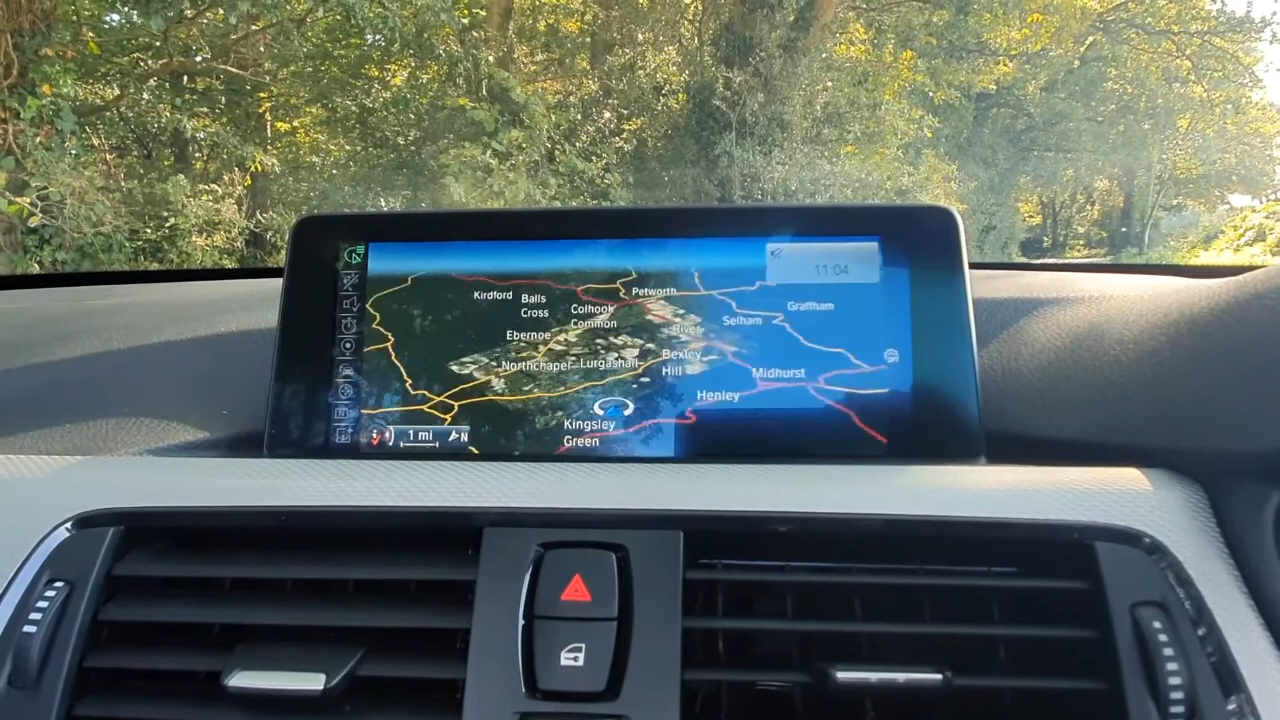 11:04
Kirdford
Balls
Cross
Petworth
Colhook
Common
Graffham
Selham
River
Ebernoe
Northchapel
Lurgashall
Bexley
Hill
Midhurst
Henley
Kingsley
Green
1 mi
N